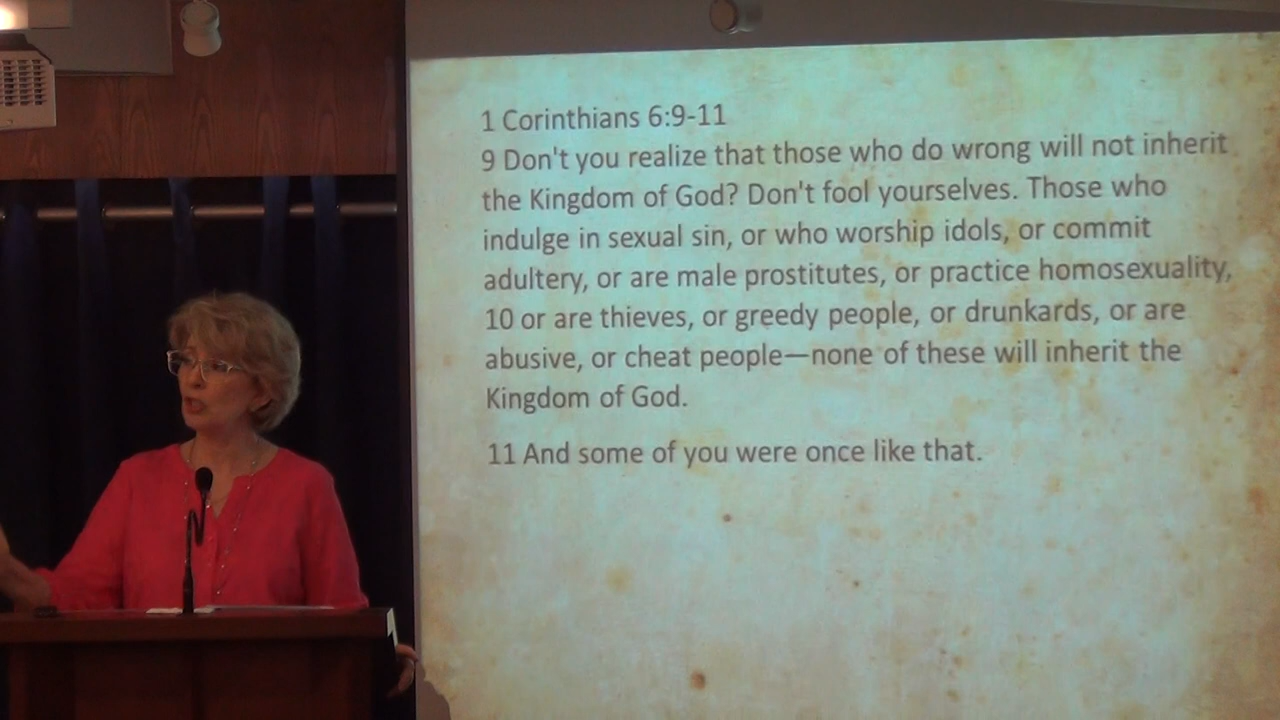 1 Corinthians 6:9-11
9 Don't you realize that those who do wrong will not inherit
the Kingdom of God? Don't fool yourselves. Those who
indulge in sexual sin, or who worship idols, or commit
adultery, or are male prostitutes, or practice homosexuality,
10 or are thieves, or greedy people, or drunkards, or are
abusive, or cheat people—none of these will inherit the
Kingdom of God.
11 And some of you were once like that.